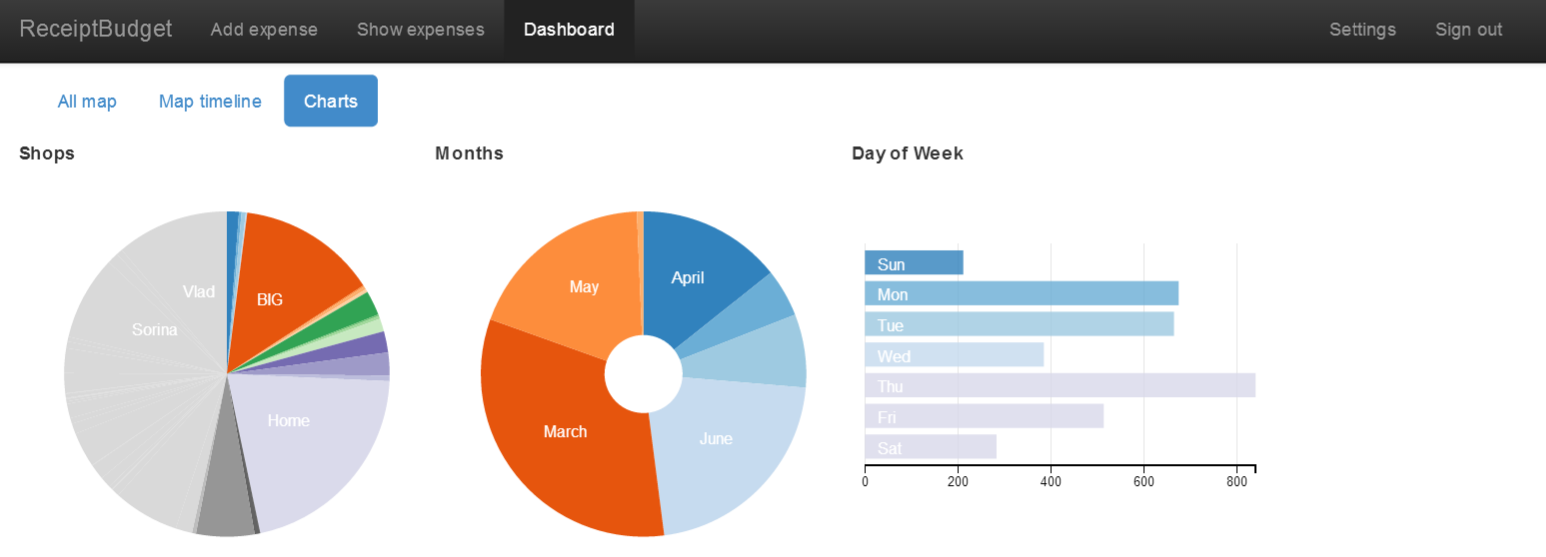 ReceiptBudget Add expense Show expenses Dashboard Settings Sign out
All map Map timeline Charts
Shops Months Day of Week
Vlad
BIG
Sorina
Home
May
April
March
June
Sun
Mon
Tue
Wed
Thu
Fri
Sat
0 200 400 600 800